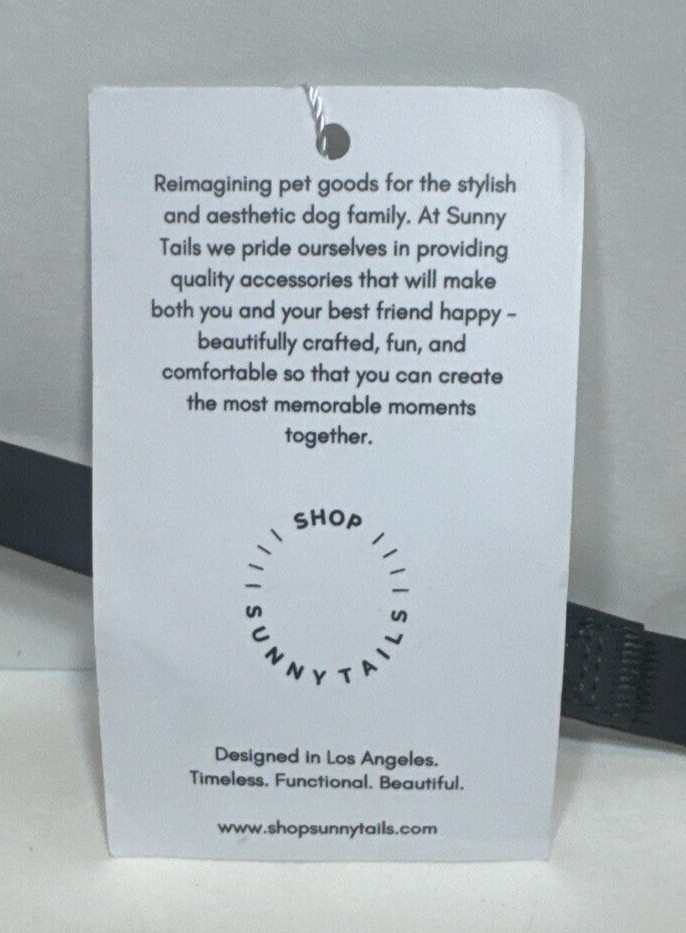 Reimagining pet goods for the stylish
and aesthetic dog family. At Sunny
Tails we pride ourselves in providing
quality accessories that will make
both you and your best friend happy -
beautifully crafted, fun, and
comfortable so that you can create
the most memorable moments
together.
SHOP
SUNNYTAILS
Designed in Los Angeles.
Timeless. Functional. Beautiful.
www.shopsunnytails.com